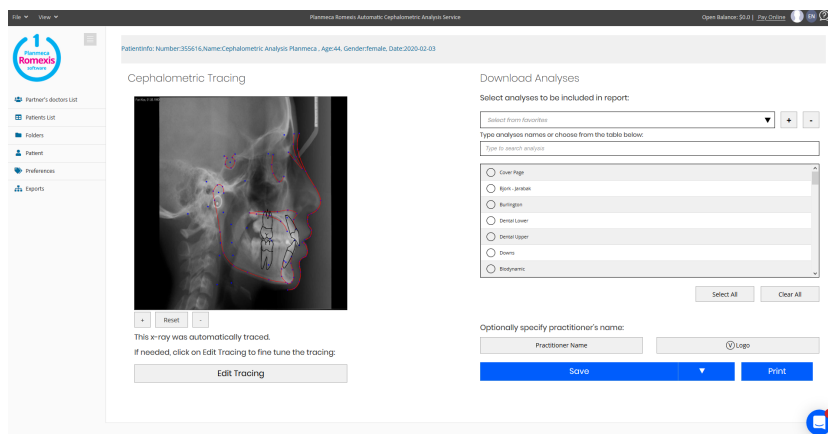 File View Planmeca Romexis Automatic Cephalometric Analysis Service Open Balance: $0.0 | Pay Online EN
Planmeca
Romexis
software
PatientInfo: Number:355616,Name:Cephalometric Analysis Planmeca , Age:44, Gender:female, Date:2020-02-03
Partner's doctors List
Patients List
Folders
Patient
Preferences
Exports
Cephalometric Tracing
+ Reset -
This x-ray was automatically traced.
If needed, click on Edit Tracing to fine tune the tracing:
Edit Tracing
Download Analyses
Select analyses to be included in report:
Select from favorites + -
Type analyses names or choose from the table below:
Type to search analysis
Cover Page
Bjork - Jarabak
Burlington
Dental Lower
Dental Upper
Downs
Biodynamic
Select All Clear All
Optionally specify practitioner's name:
Practitioner Name Logo
Save Print